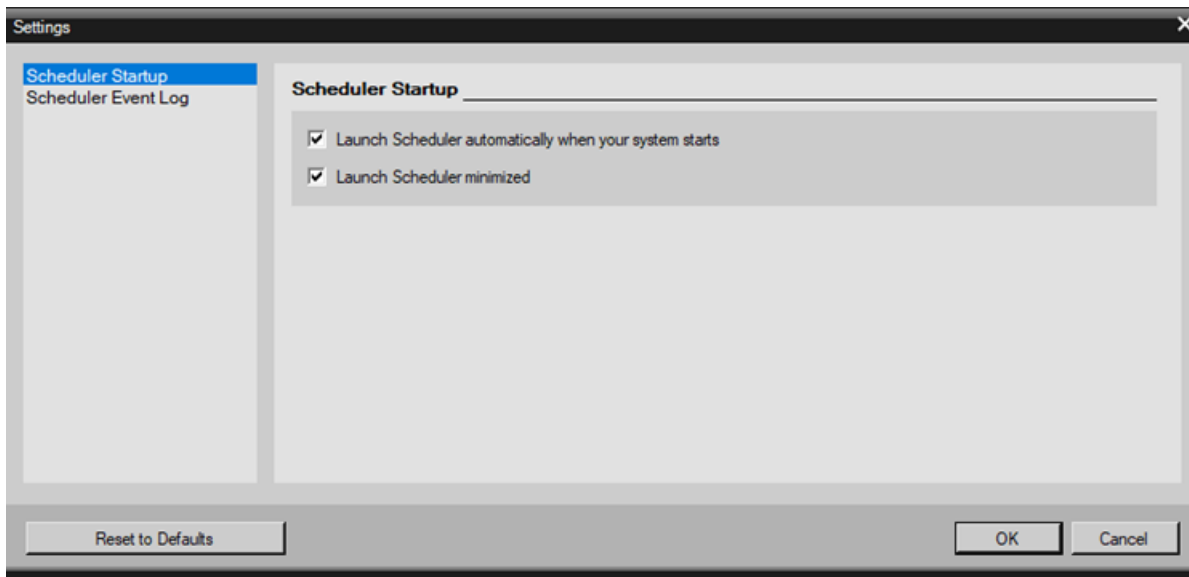 Settings
Scheduler Startup
Scheduler Event Log
Scheduler Startup
Launch Scheduler automatically when your system starts
Launch Scheduler minimized
Reset to Defaults
OK
Cancel